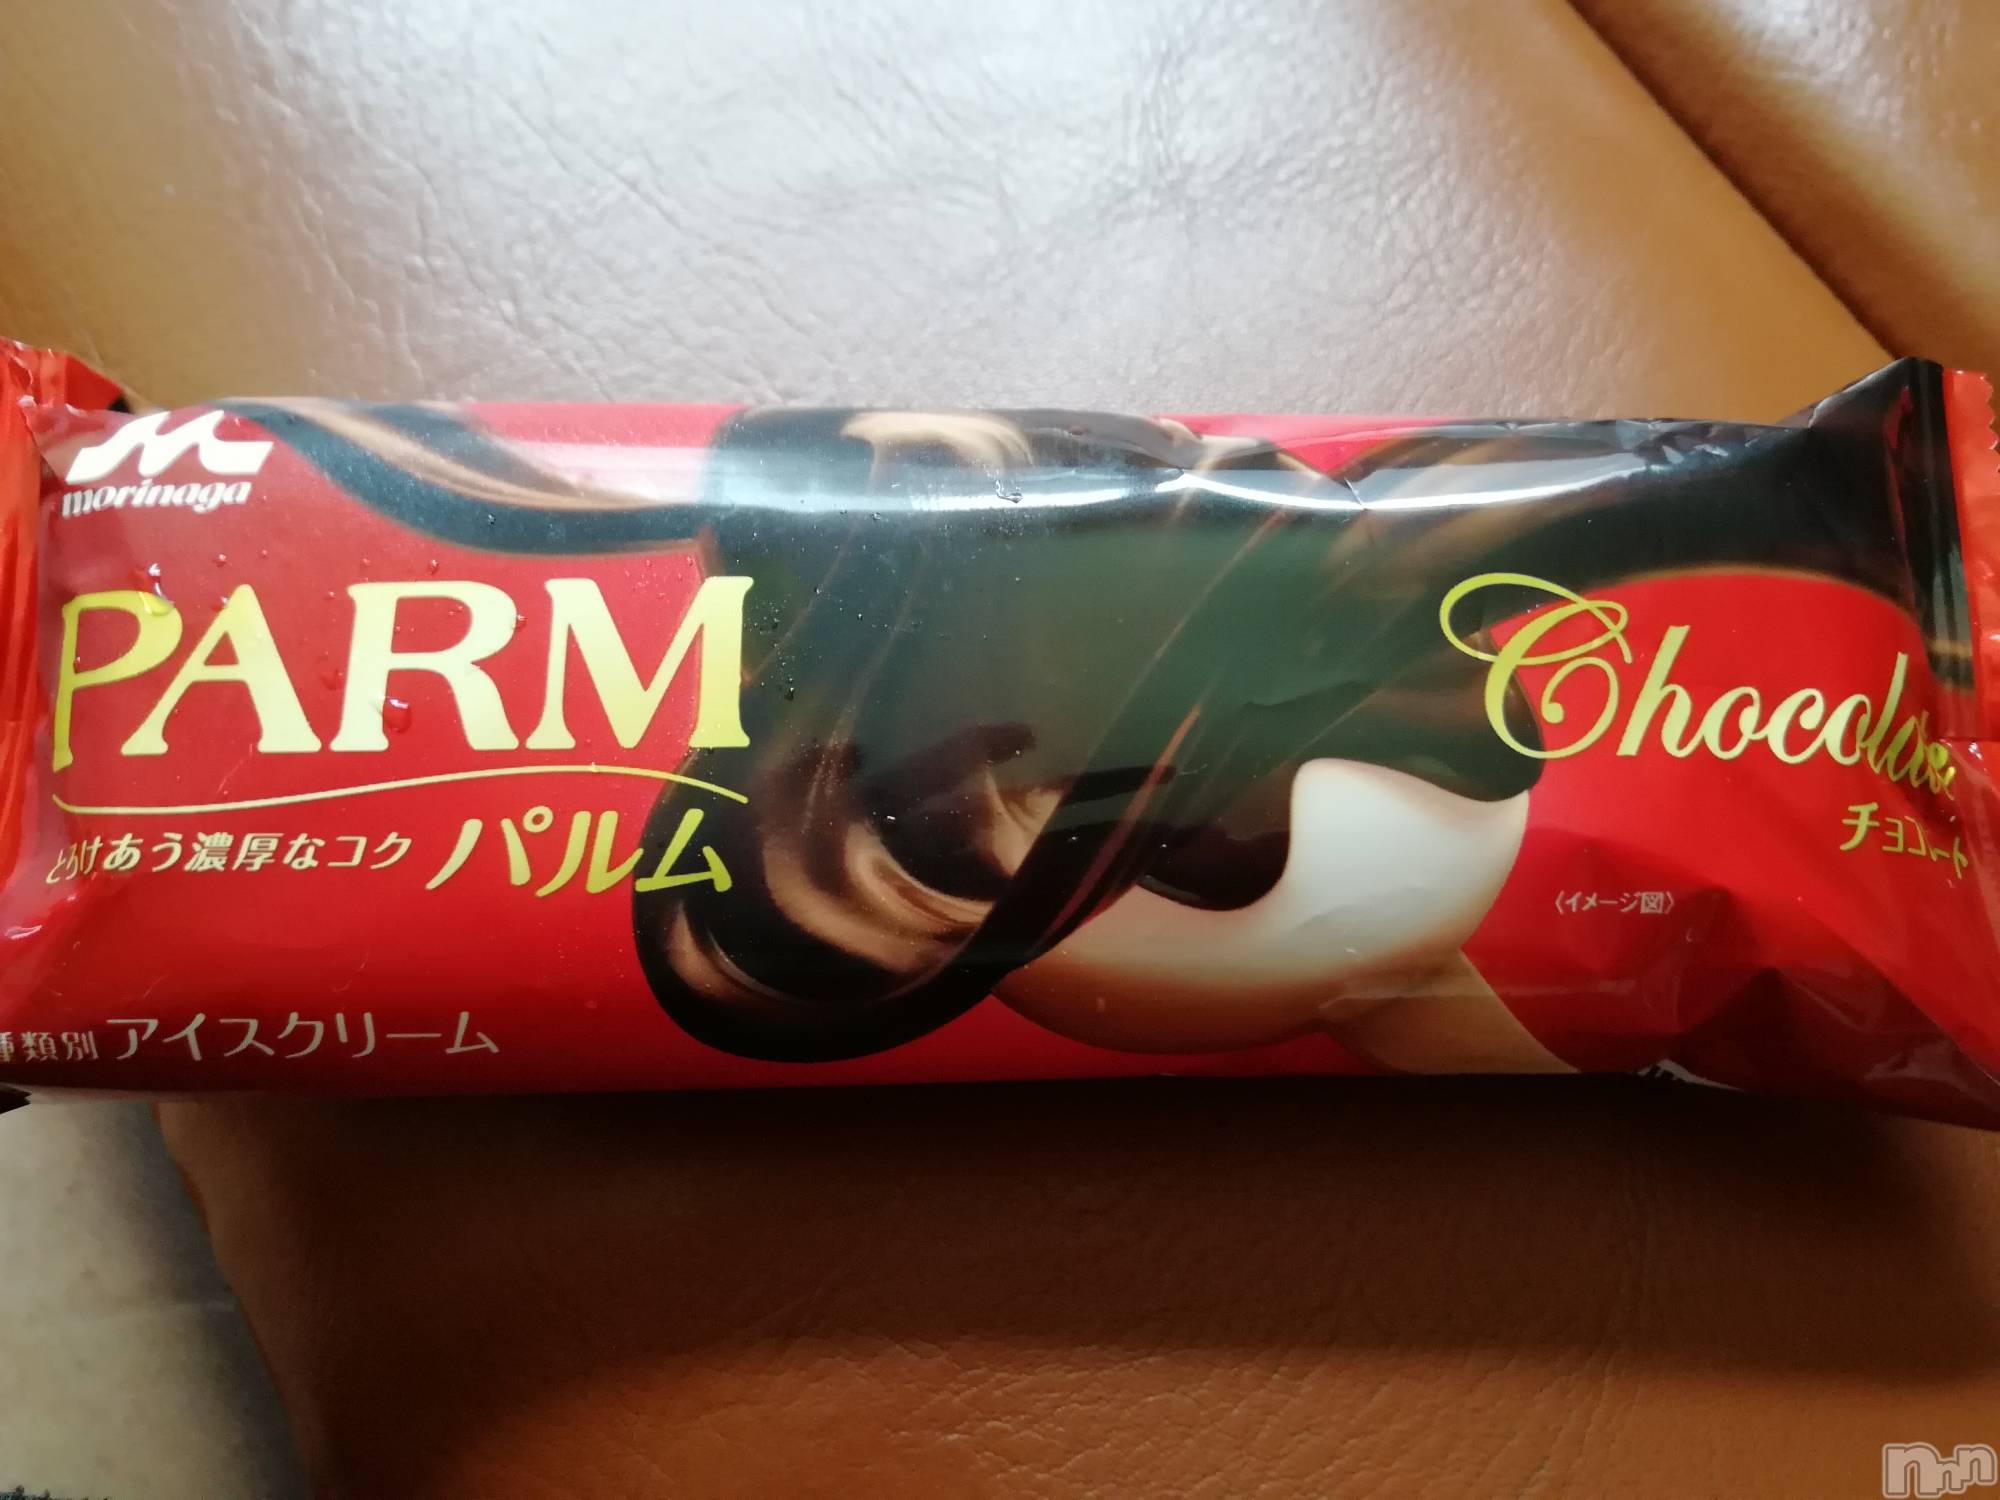 morinaga
PARM
とろけあう濃厚なコク パルム
種類別 アイスクリーム
Chocolate
チョコレート
〈イメージ図〉
nnn